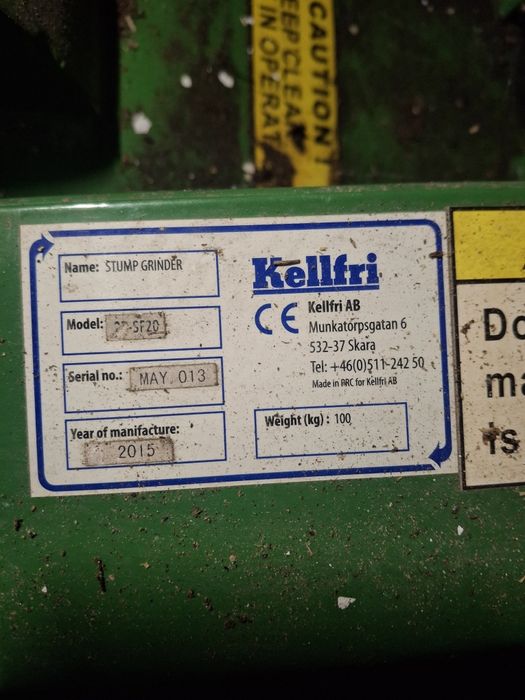 CAUTION
KEEP CLEAR
IN OPERAT
Name: STUMP GRINDER
Model: -SF20
Serial no.: MAY. 013
Year of manifacture:
2015
Kellfri
CE Kellfri AB
Munkatorpsgatan 6
532-37 Skara
Tel: +46(0)511-242 50
Made in PRC for Kellfri AB
Weight (kg) : 100
Do
ma
is